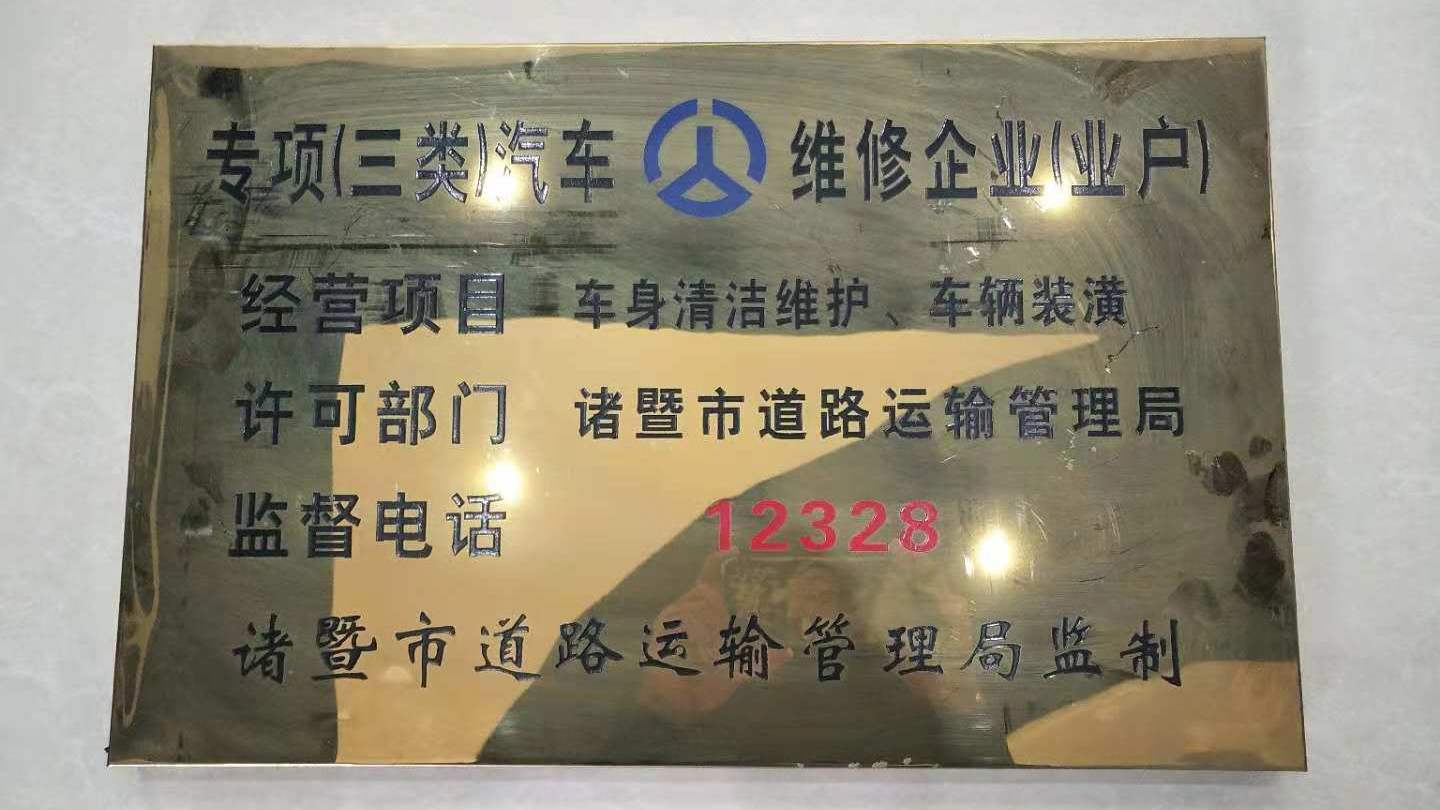 专项(三类)汽车维修企业(业户)
经营项目 车身清洁维护、车辆装潢
许可部门 诸暨市道路运输管理局
监督电话 12328
诸暨市道路运输管理局监制